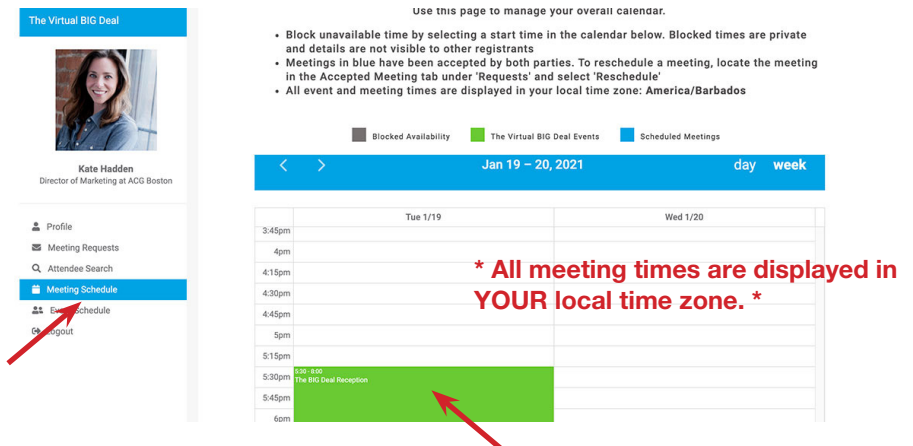 The Virtual BIG Deal
Kate Hadden
Director of Marketing at ACG Boston
Profile
Meeting Requests
Attendee Search
Meeting Schedule
Event Schedule
Logout
Use this page to manage your overall calendar.
• Block unavailable time by selecting a start time in the calendar below. Blocked times are private
and details are not visible to other registrants
• Meetings in blue have been accepted by both parties. To reschedule a meeting, locate the meeting
in the Accepted Meeting tab under 'Requests' and select 'Reschedule'
• All event and meeting times are displayed in your local time zone: America/Barbados
Blocked Availability The Virtual BIG Deal Events Scheduled Meetings
Jan 19 – 20, 2021 day week
Tue 1/19 Wed 1/20
3:45pm
4pm
4:15pm
4:30pm
4:45pm
5pm
5:15pm
5:30pm
5:45pm
6pm
5:30 - 8:00
The BIG Deal Reception
* All meeting times are displayed in
YOUR local time zone. *